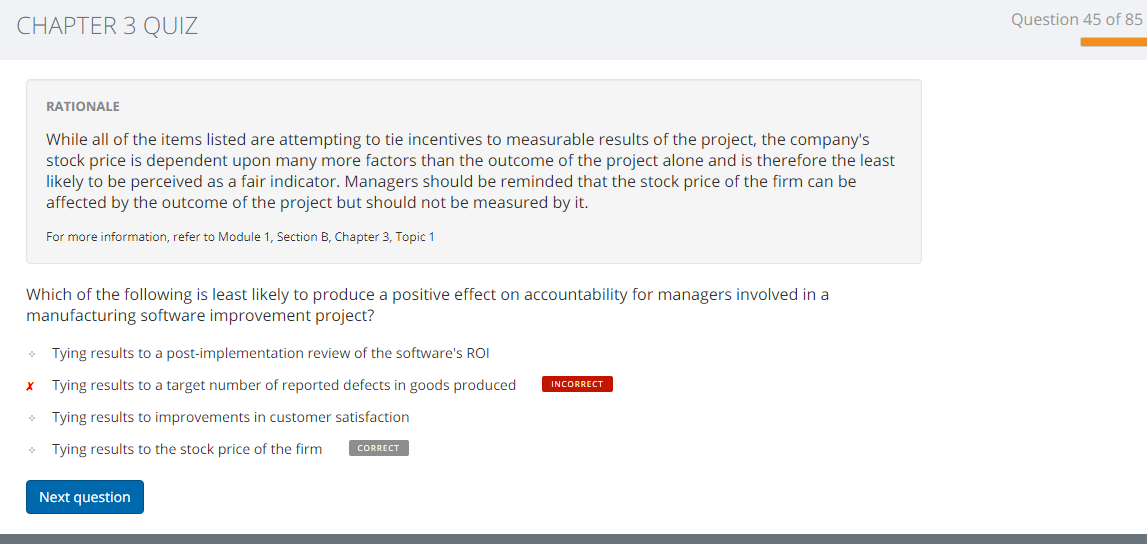 CHAPTER 3 QUIZ
Question 45 of 85
RATIONALE
While all of the items listed are attempting to tie incentives to measurable results of the project, the company's
stock price is dependent upon many more factors than the outcome of the project alone and is therefore the least
likely to be perceived as a fair indicator. Managers should be reminded that the stock price of the firm can be
affected by the outcome of the project but should not be measured by it.
For more information, refer to Module 1, Section B, Chapter 3, Topic 1
Which of the following is least likely to produce a positive effect on accountability for managers involved in a
manufacturing software improvement project?
Tying results to a post-implementation review of the software's ROI
✗ Tying results to a target number of reported defects in goods produced INCORRECT
Tying results to improvements in customer satisfaction
Tying results to the stock price of the firm CORRECT
Next question